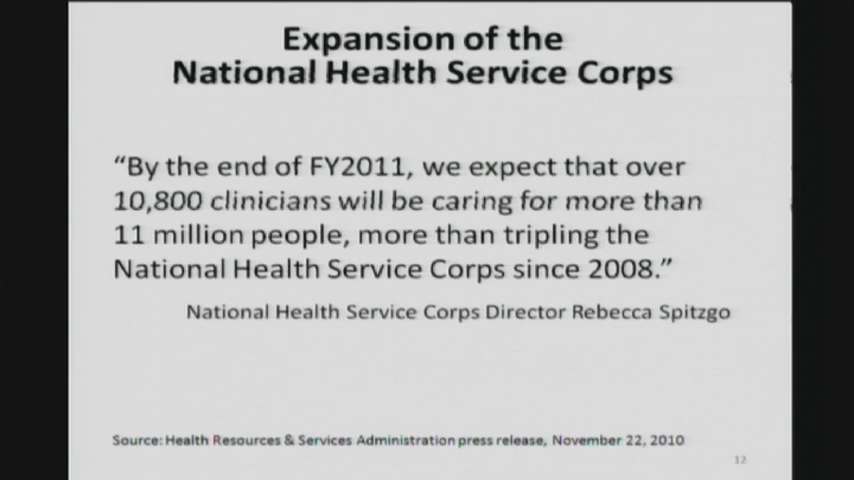 Expansion of the
National Health Service Corps
“By the end of FY2011, we expect that over
10,800 clinicians will be caring for more than
11 million people, more than tripling the
National Health Service Corps since 2008.”
National Health Service Corps Director Rebecca Spitzgo
Source: Health Resources & Services Administration press release, November 22, 2010
12